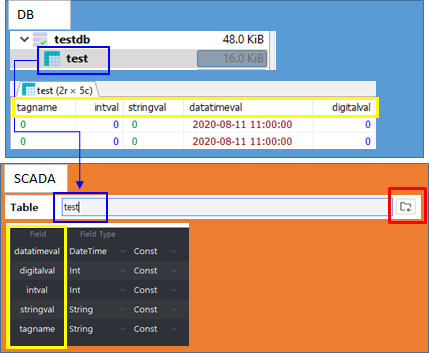 DB
testdb 48.0 KiB
test 16.0 KiB
test (2r × 5c)
tagname intval stringval datatimeval digitalval
0 0 0 2020-08-11 11:00:00 0
0 0 0 2020-08-11 11:00:00 0
SCADA
Table test
Field Field Type
datatimeval DateTime Const
digitalval Int Const
intval Int Const
stringval String Const
tagname String Const